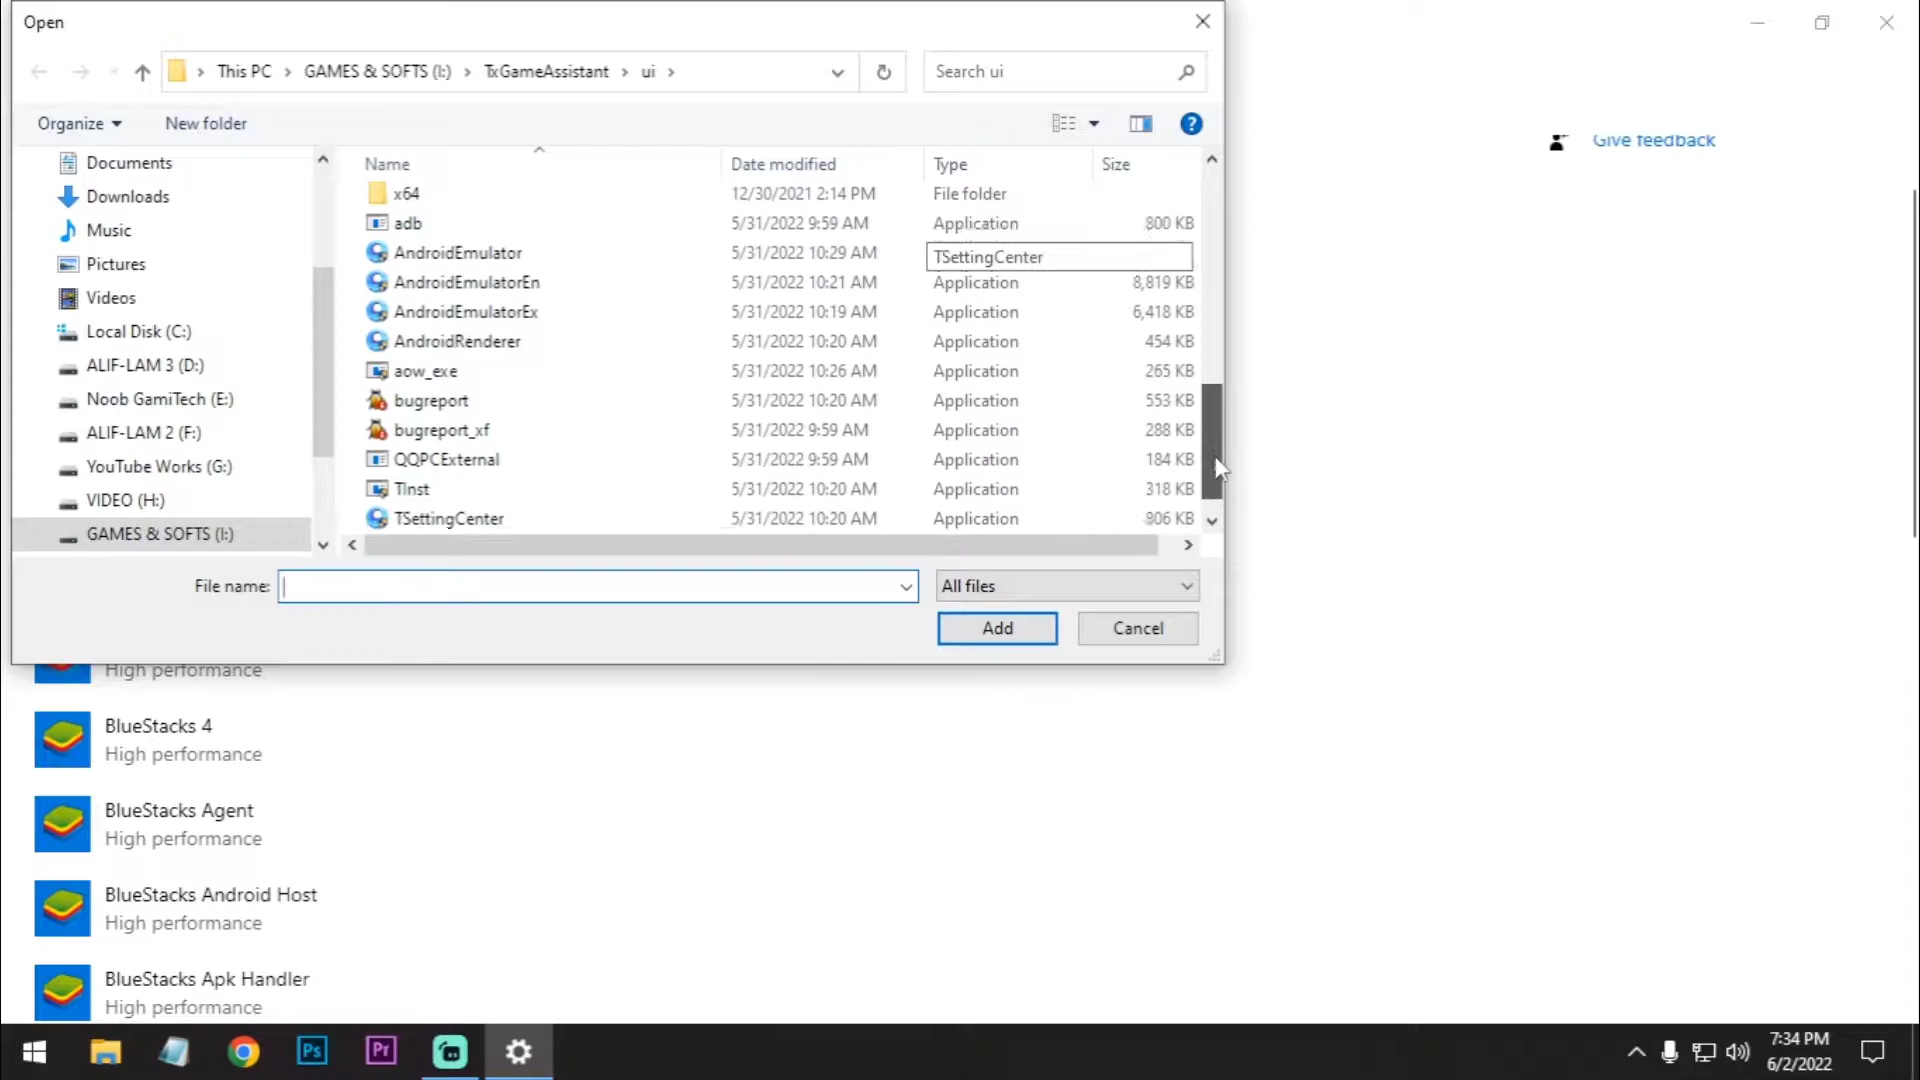 Open
This PC > GAMES & SOFTS (I:) > TxGameAssistant > ui >
Search ui
Organize
New folder
Documents
Downloads
Music
Pictures
Videos
Local Disk (C:)
ALIF-LAM 3 (D:)
Noob GamiTech (E:)
ALIF-LAM 2 (F:)
YouTube Works (G:)
VIDEO (H:)
GAMES & SOFTS (I:)
Name Date modified Type Size
x64 12/30/2021 2:14 PM File folder
adb 5/31/2022 9:59 AM Application 800 KB
AndroidEmulator 5/31/2022 10:29 AM
TSettingCenter
AndroidEmulatorEn 5/31/2022 10:21 AM Application 8,819 KB
AndroidEmulatorEx 5/31/2022 10:19 AM Application 6,418 KB
AndroidRenderer 5/31/2022 10:20 AM Application 454 KB
aow_exe 5/31/2022 10:26 AM Application 265 KB
bugreport 5/31/2022 10:20 AM Application 553 KB
bugreport_xf 5/31/2022 9:59 AM Application 288 KB
QQPCExternal 5/31/2022 9:59 AM Application 184 KB
TInst 5/31/2022 10:20 AM Application 318 KB
TSettingCenter 5/31/2022 10:20 AM Application 806 KB
File name:
All files
Add
Cancel
Give feedback
High performance
BlueStacks 4
High performance
BlueStacks Agent
High performance
BlueStacks Android Host
High performance
BlueStacks Apk Handler
High performance
Ps
Pr
7:34 PM
6/2/2022